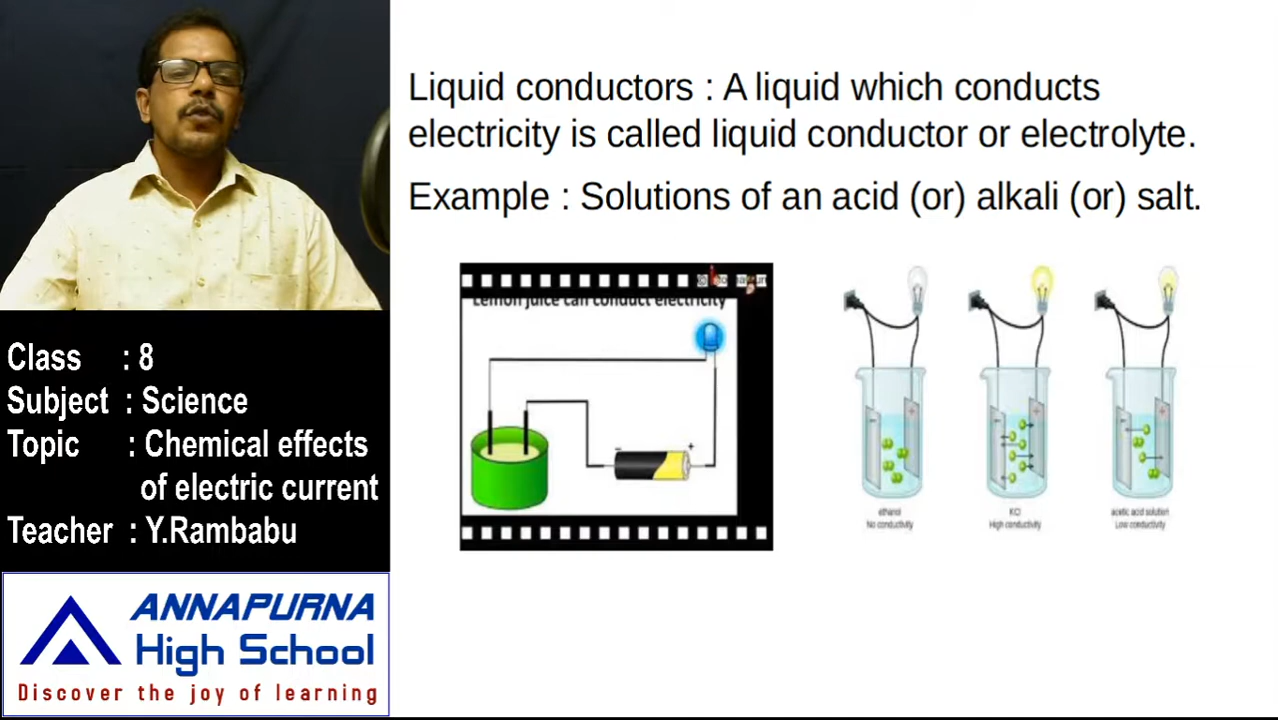 Liquid conductors : A liquid which conducts
electricity is called liquid conductor or electrolyte.
Example : Solutions of an acid (or) alkali (or) salt.
Lemon juice can conduct electricity
- +
ethanol
No conductivity
KCl
High conductivity
acetic acid solution
Low conductivity
Class : 8
Subject : Science
Topic : Chemical effects
of electric current
Teacher : Y.Rambabu
ANNAPURNA
High School
Discover the joy of learning